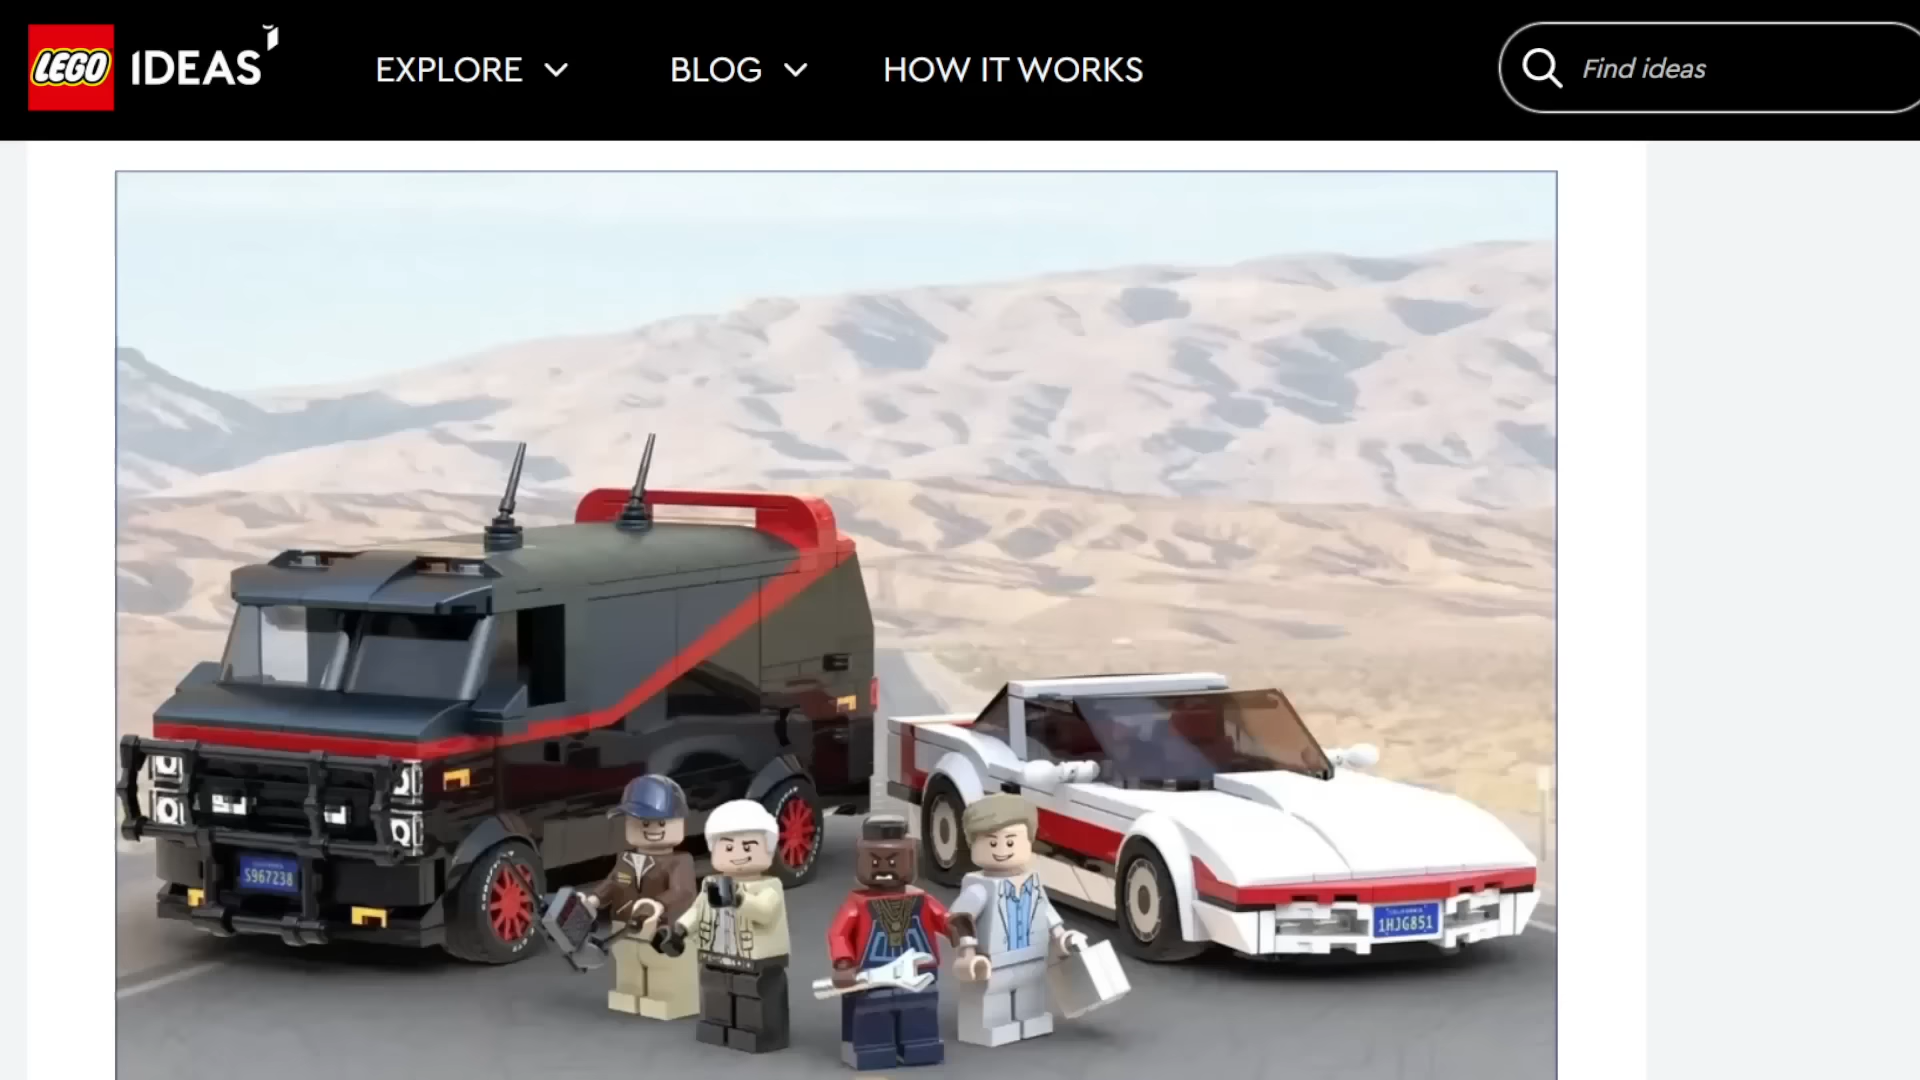 LEGO IDEAS
EXPLORE
BLOG
HOW IT WORKS
Find ideas
S967238
1HJG851